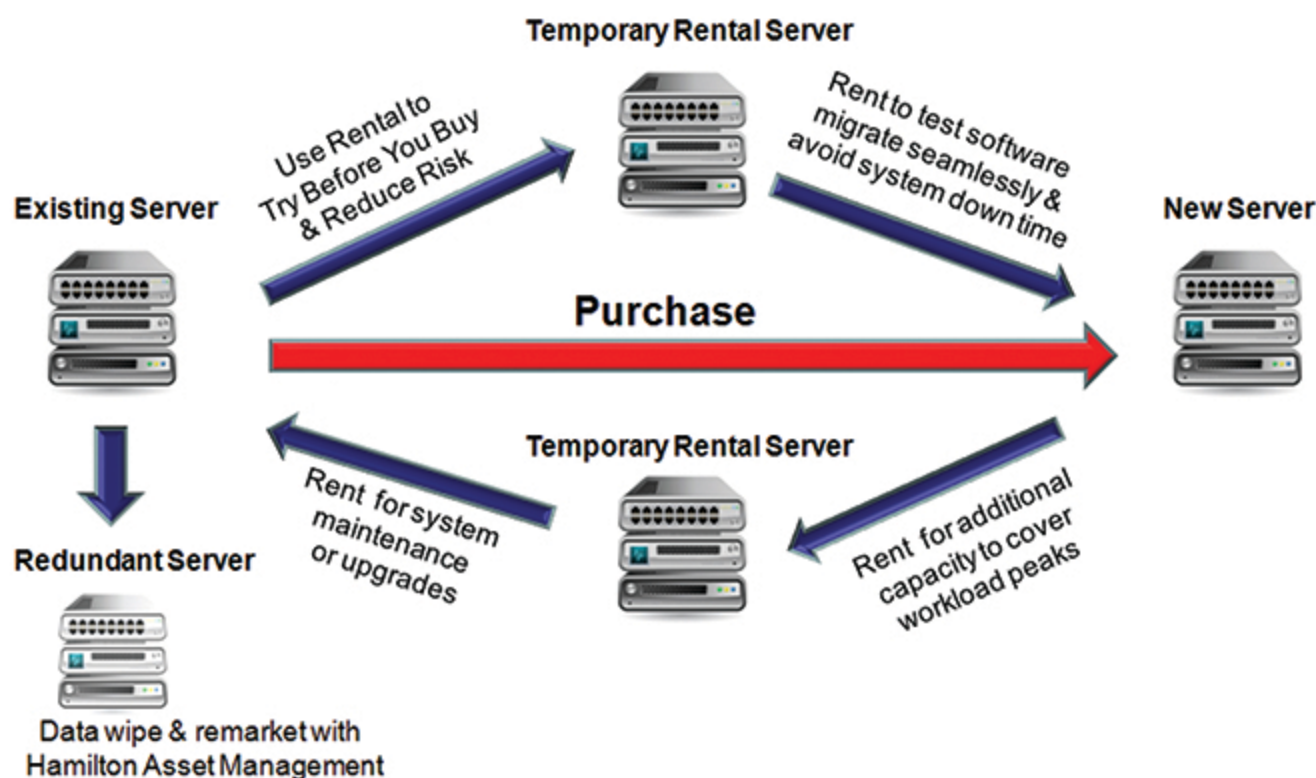 Temporary Rental Server
Use Rental to
Try Before You Buy
& Reduce Risk
Rent to test software
migrate seamlessly &
avoid system down time
Existing Server
New Server
Purchase
Temporary Rental Server
Rent for system
maintenance
or upgrades
Rent for additional
capacity to cover
workload peaks
Redundant Server
Data wipe & remarket with
Hamilton Asset Management